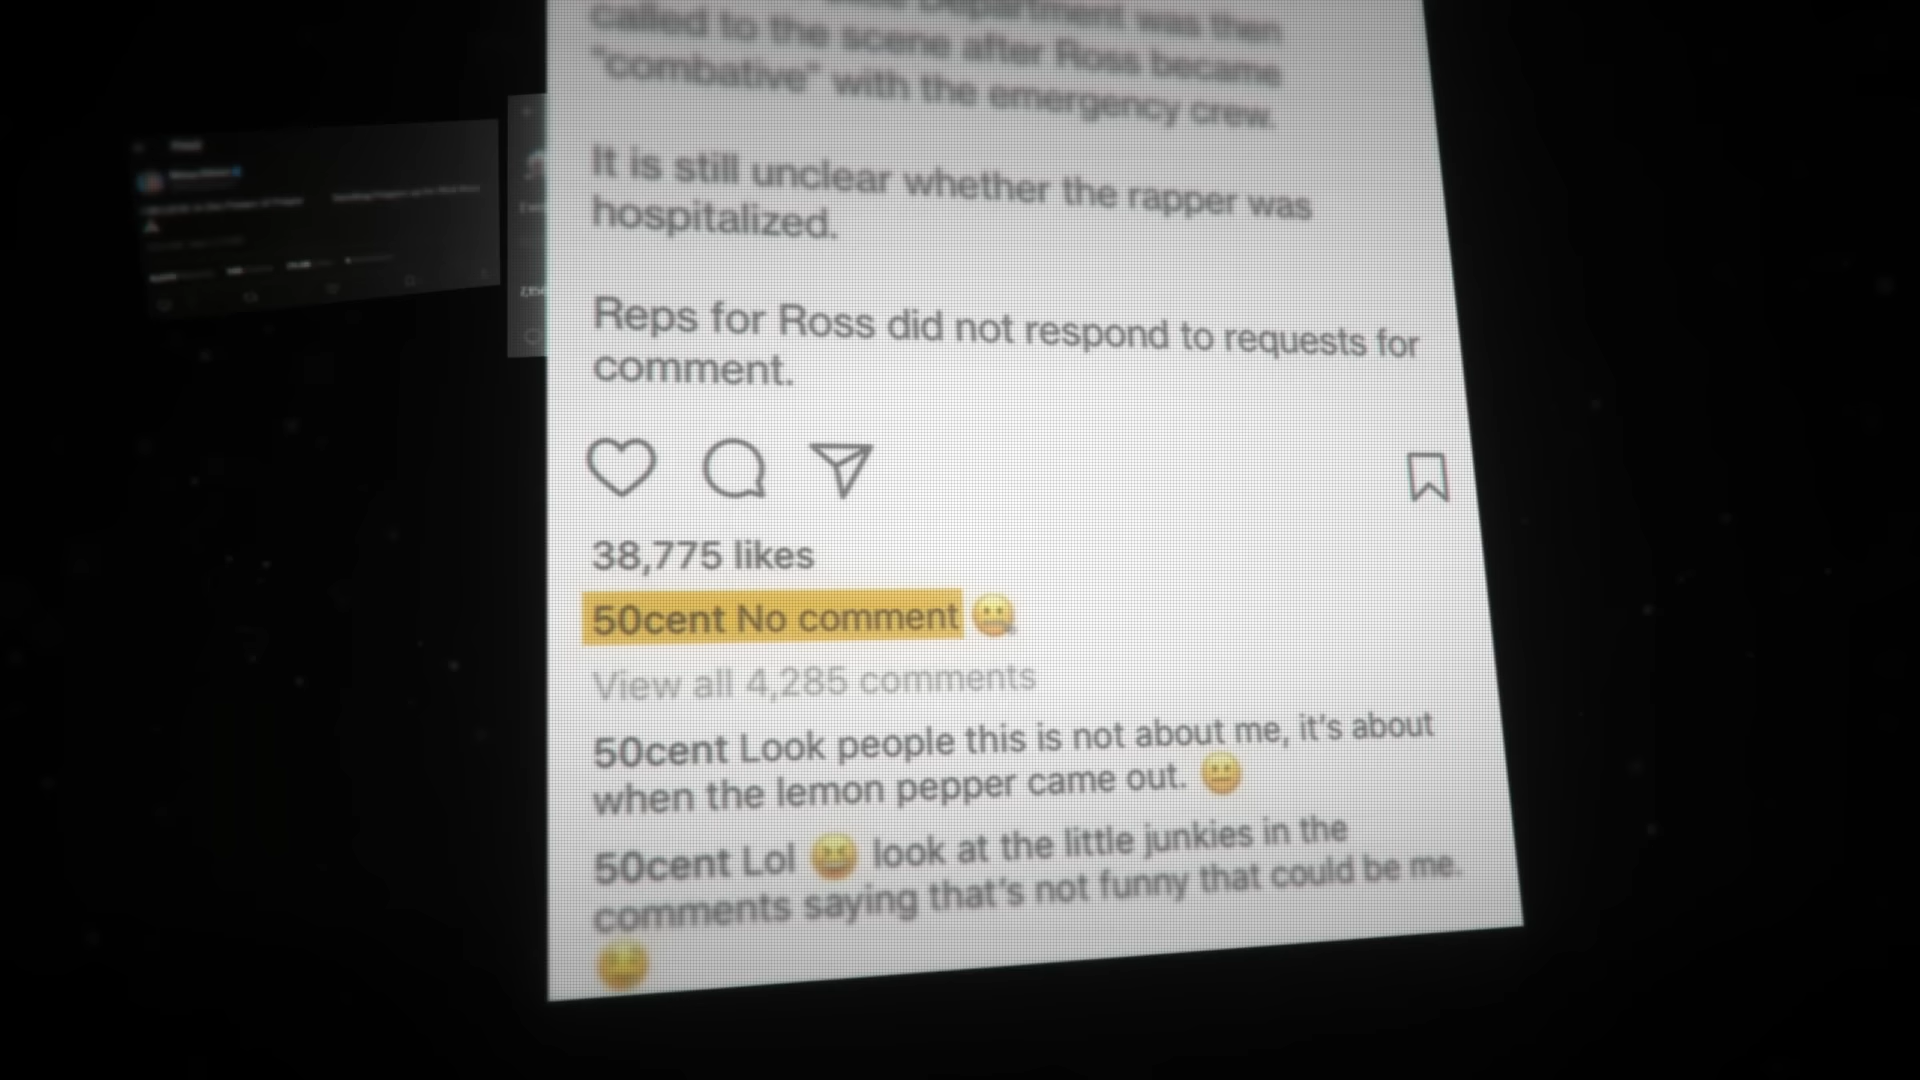 Department was then
called to the scene after Ross became
"combative" with the emergency crew.
It is still unclear whether the rapper was
hospitalized.
Reps for Ross did not respond to requests for
comment.
38,775 likes
50cent No comment 🤐
View all 4,285 comments
50cent Look people this is not about me, it's about
when the lemon pepper came out. 😐
50cent Lol 😆 look at the little junkies in the
comments saying that's not funny that could be me.